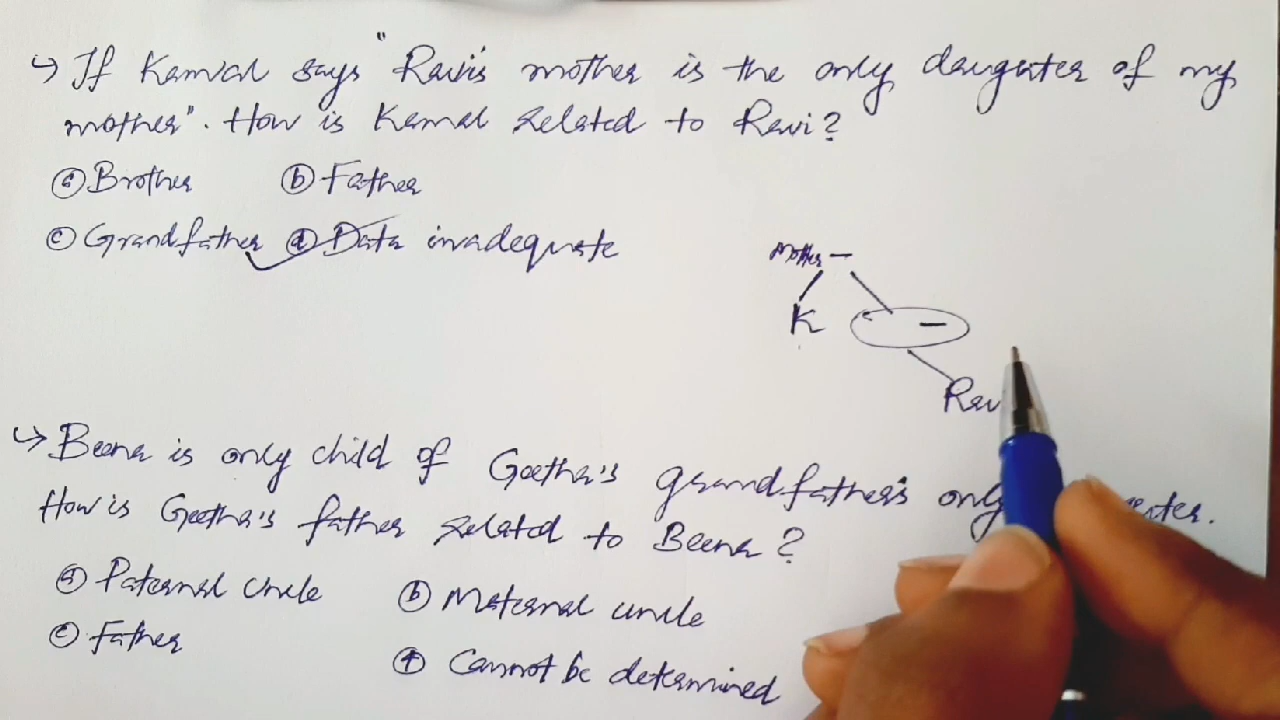 ↳ If Kamal says "Ravi's mother is the only daughter of my
mother". How is Kamal related to Ravi?
ⓐ Brother ⓑ Father
ⓒ Grandfather ⓓ Data inadequate
Mother —
K —
↳ Beena is only child of Geetha's grandfather's only
How is Geetha's father related to Beena?
ⓐ Paternal uncle ⓑ Maternal uncle
ⓒ Father
Cannot be determined